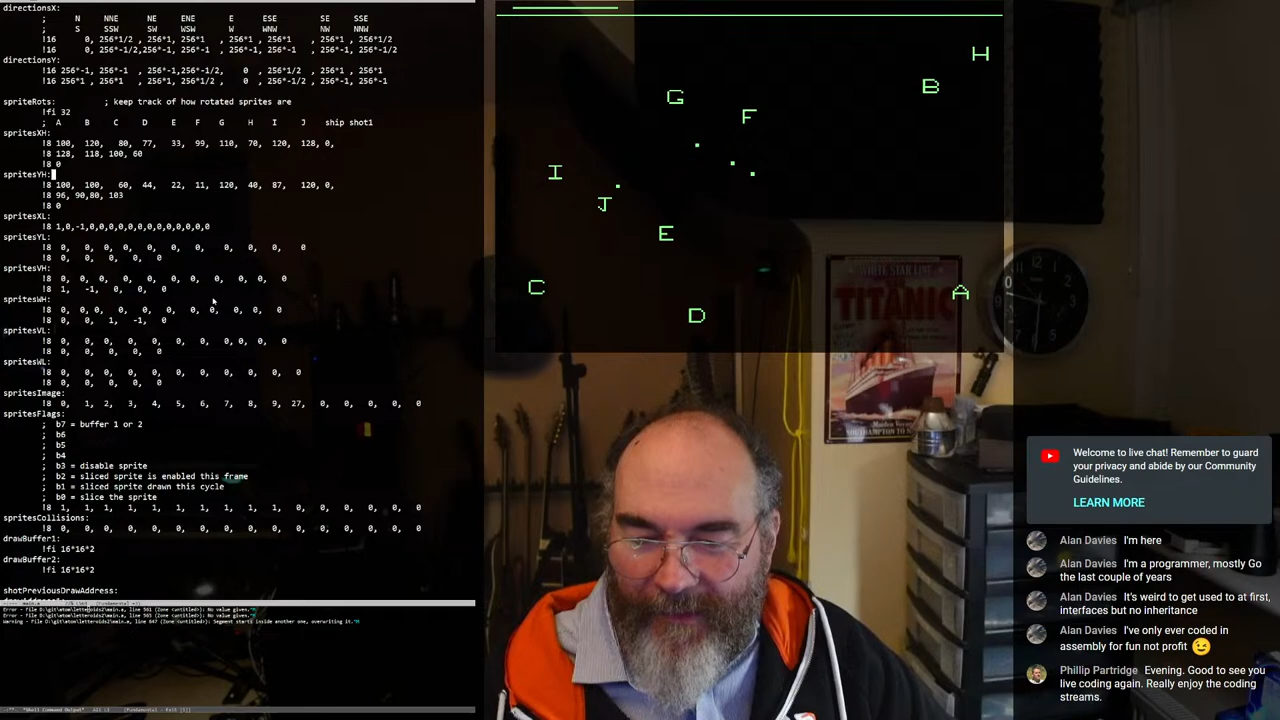 directionsX:
; N NNE NE ENE E ESE SE SSE
; S SSW SW WSW W WNW NW NNW
!16 0, 256*1/2 , 256*1, 256*1 , 256*1 , 256*1 , 256*1, 256*1/2
!16 0, 256*-1/2,256*-1, 256*-1 , 256*-1, 256*-1 , 256*-1, 256*-1/2
directionsY:
!16 256*-1, 256*-1 , 256*-1,256*-1/2, 0 , 256*1/2 , 256*1 , 256*1
!16 256*1 , 256*1 , 256*1, 256*1/2 , 0 , 256*-1/2 , 256*-1, 256*-1
spriteRots: ; keep track of how rotated sprites are
!fi 32
; A B C D E F G H I J ship shot1
spritesXH:
!8 100, 120, 80, 77, 33, 99, 110, 70, 120, 128, 0,
!8 128, 118, 100, 60
!8 0
spritesYH:
!8 100, 100, 60, 44, 22, 11, 120, 40, 87, 120, 0,
!8 96, 90,80, 103
!8 0
spritesXL:
!8 1,0,-1,0,0,0,0,0,0,0,0,0,0,0,0,0
spritesYL:
!8 0, 0, 0, 0, 0, 0, 0, 0, 0, 0, 0
!8 0, 0, 0, 0, 0
spritesVH:
!8 0, 0, 0, 0, 0, 0, 0, 0, 0, 0, 0
!8 1, -1, 0, 0, 0
spritesWH:
!8 0, 0, 0, 0, 0, 0, 0, 0, 0, 0, 0
!8 0, 0, 1, -1, 0
spritesVL:
!8 0, 0, 0, 0, 0, 0, 0, 0,0, 0, 0
!8 0, 0, 0, 0, 0
spritesWL:
!8 0, 0, 0, 0, 0, 0, 0, 0, 0, 0, 0
!8 0, 0, 0, 0, 0
spritesImage:
!8 0, 1, 2, 3, 4, 5, 6, 7, 8, 9, 27, 0, 0, 0, 0, 0
spritesFlags:
; b7 = buffer 1 or 2
; b6
; b5
; b4
; b3 = disable sprite
; b2 = sliced sprite is enabled this frame
; b1 = sliced sprite drawn this cycle
; b0 = slice the sprite
!8 1, 1, 1, 1, 1, 1, 1, 1, 1, 1, 0, 0, 0, 0, 0, 0
spritesCollisions:
!8 0, 0, 0, 0, 0, 0, 0, 0, 0, 0, 0, 0, 0, 0, 0, 0
drawBuffer1:
!fi 16*16*2
drawBuffer2:
!fi 16*16*2
shotPreviousDrawAddress:
H
B
G
F
I
J
E
C
A
D
WHITE STAR LINE
TITANIC
SOUTHAMPTON TO
Welcome to live chat! Remember to guard
your privacy and abide by our Community
Guidelines.
LEARN MORE
Alan Davies I'm here
Alan Davies I'm a programmer, mostly Go
the last couple of years
Alan Davies It's weird to get used to at first,
interfaces but no inheritance
Alan Davies I've only ever coded in
assembly for fun not profit 😉
Phillip Partridge Evening. Good to see you
live coding again. Really enjoy the coding
streams.